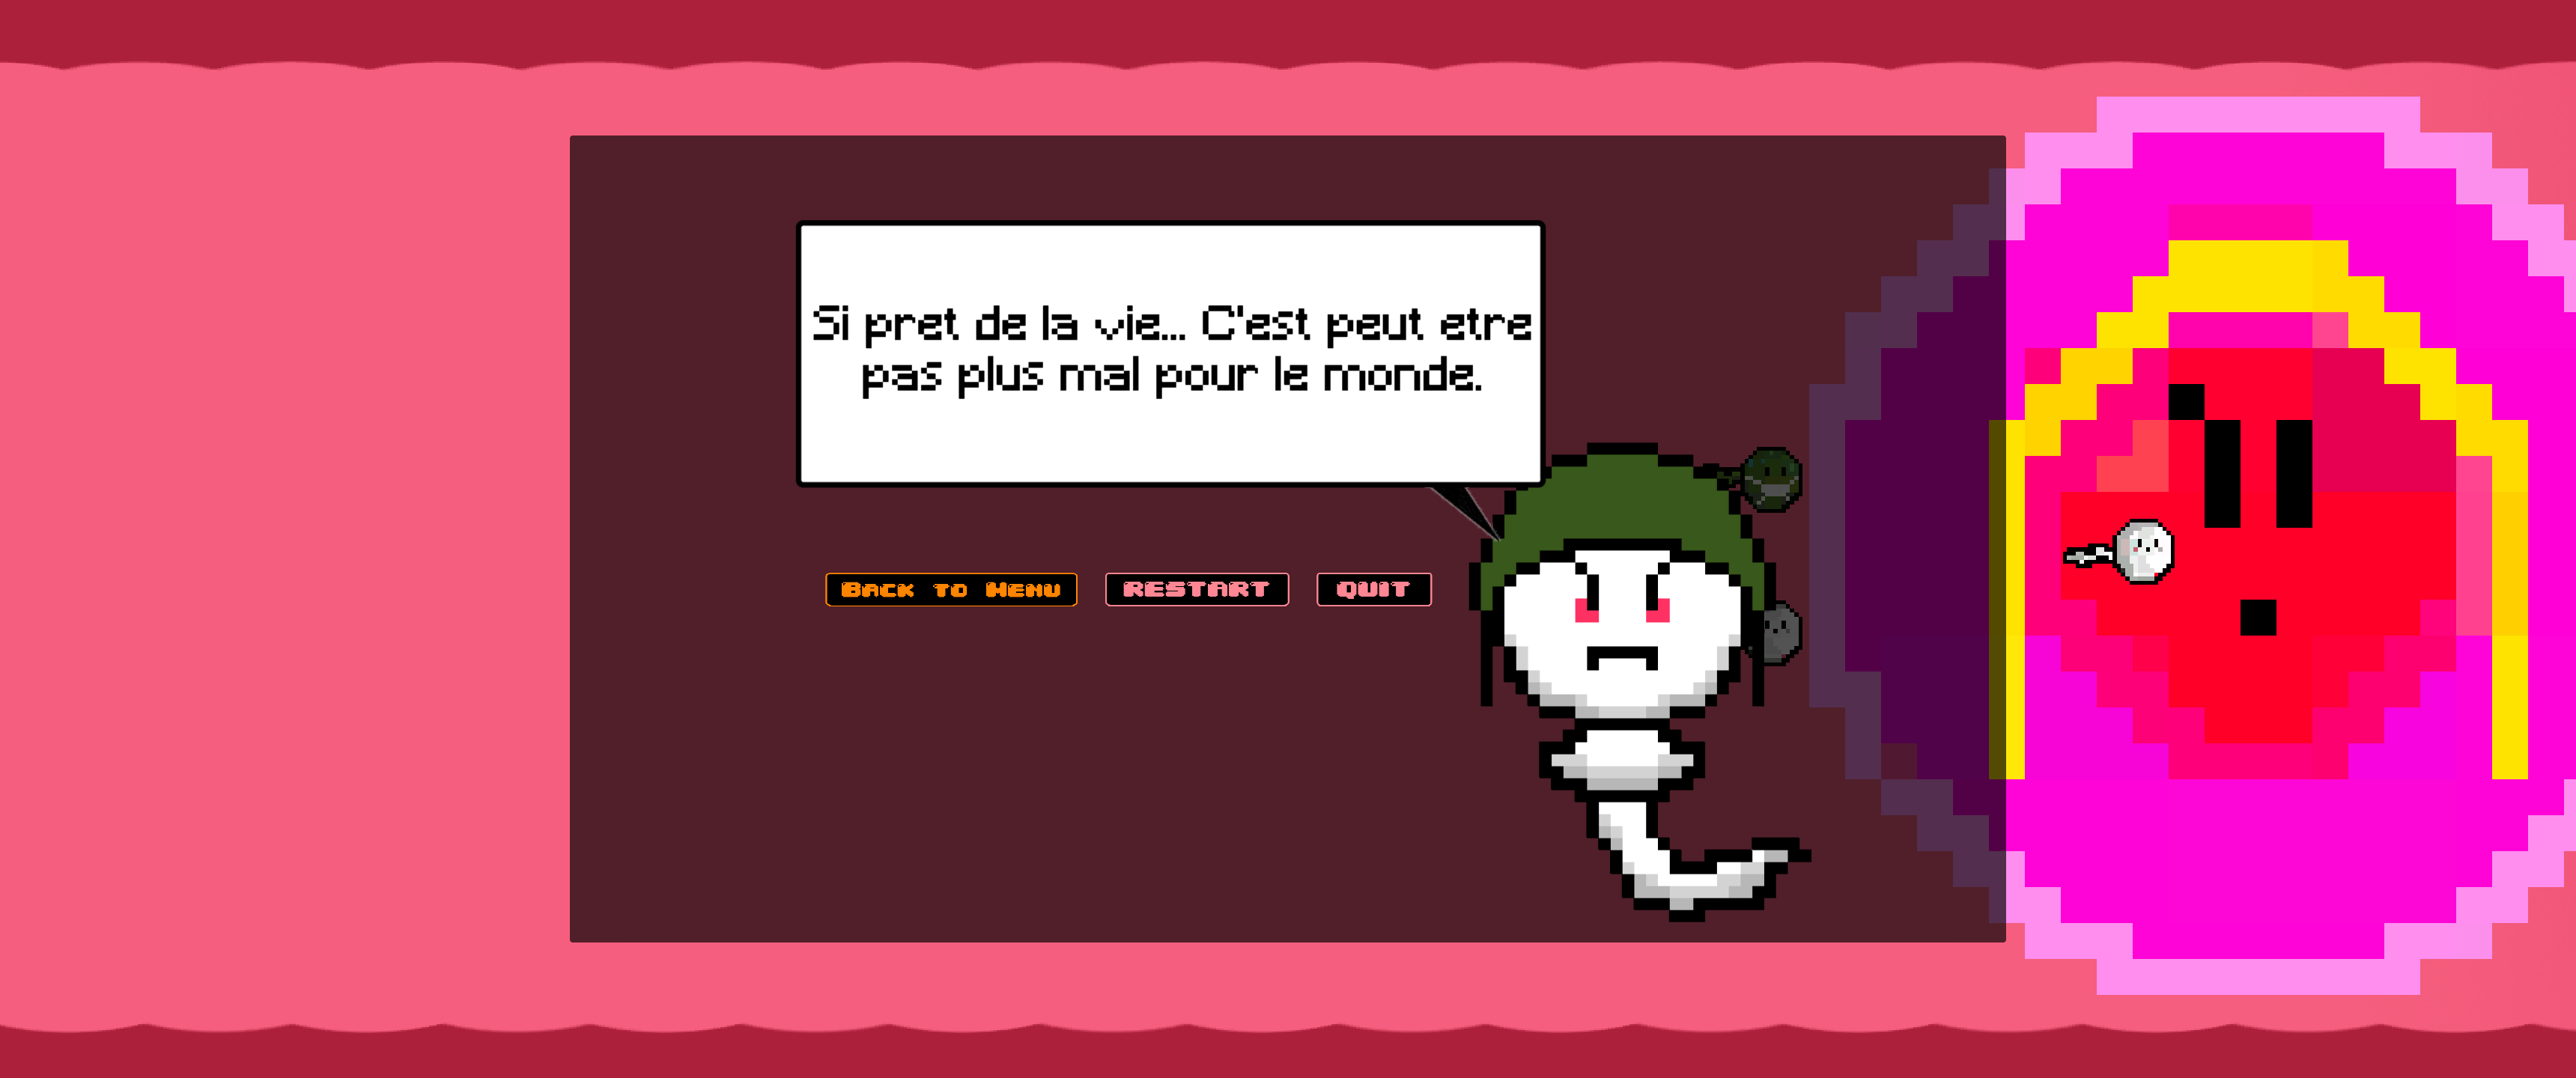 Si pret de la vie... C'est peut etre
pas plus mal pour le monde.
Back to Menu RESTART QUIT